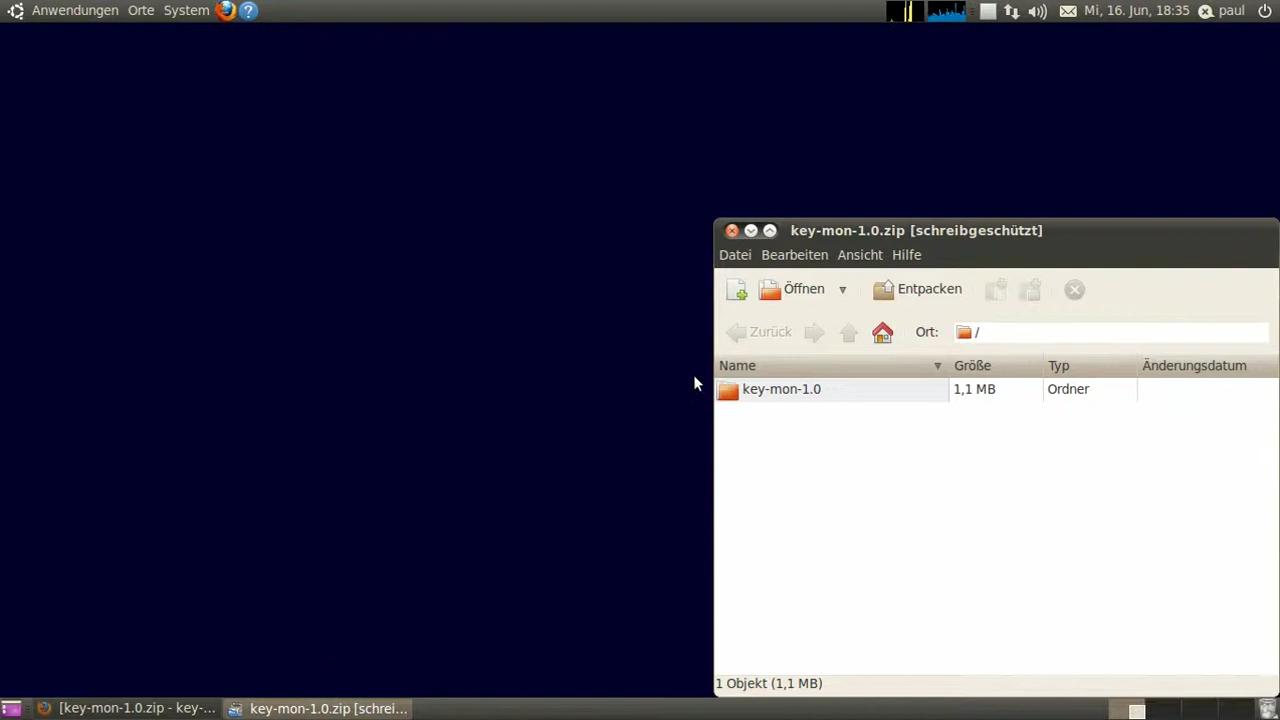 Anwendungen Orte System Mi, 16. Jun, 18:35 paul
key-mon-1.0.zip [schreibgeschützt]
Datei Bearbeiten Ansicht Hilfe
Öffnen Entpacken
Zurück Ort: /
Name Größe Typ Änderungsdatum
key-mon-1.0 1,1 MB Ordner
1 Objekt (1,1 MB)
[key-mon-1.0.zip - key-... key-mon-1.0.zip [schrei...